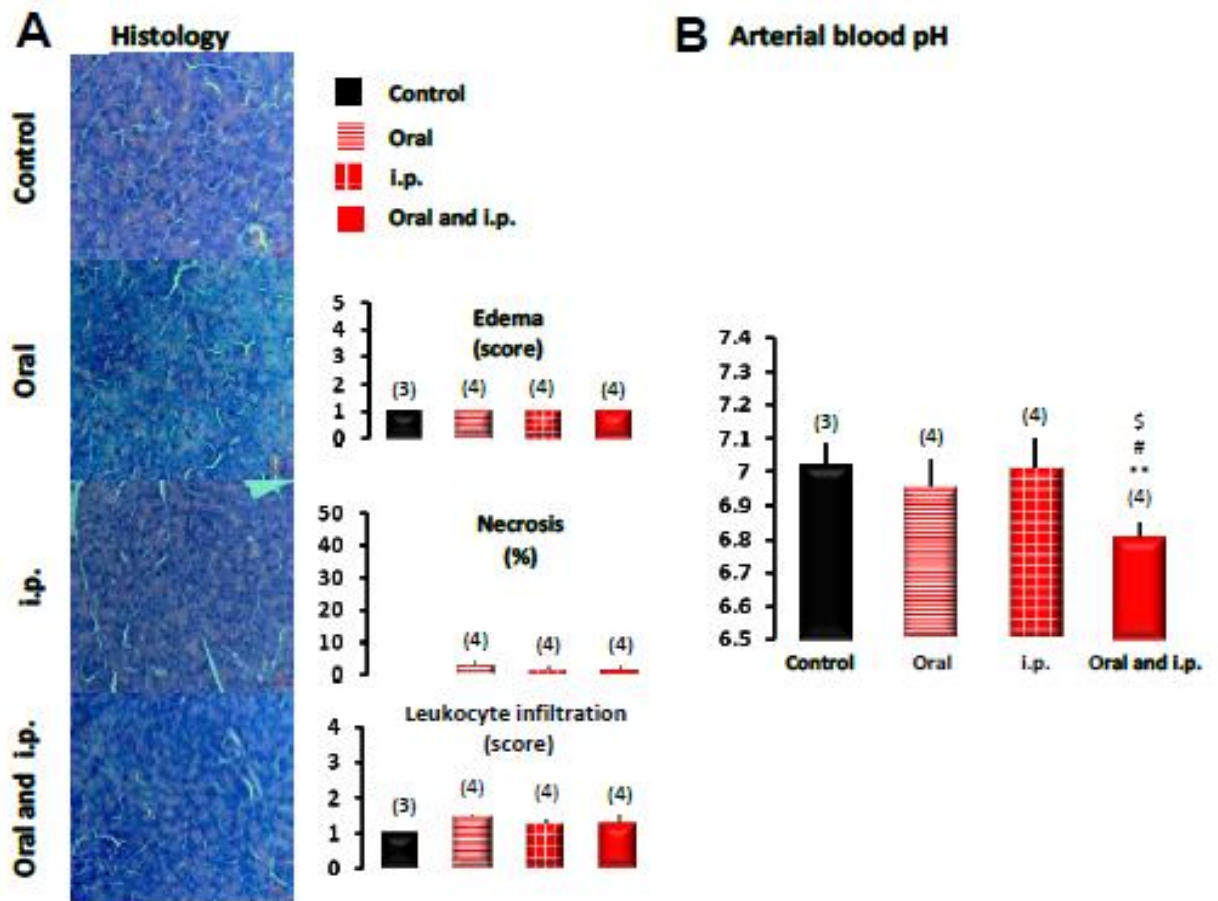 A Histology
Control
Oral
i.p.
Oral and i.p.
Control
Oral
i.p.
Oral and i.p.
5
4
3
2
1
0
Edema
(score)
(3) (4) (4) (4)
50
40
30
20
10
0
Necrosis
(%)
(4) (4) (4)
4
3
2
1
0
Leukocyte infiltration
(score)
(3) (4) (4) (4)
B Arterial blood pH
7.4
7.3
7.2
7.1
7
6.9
6.8
6.7
6.6
6.5
(3) (4) (4)
$
#
**
(4)
Control Oral i.p. Oral and i.p.